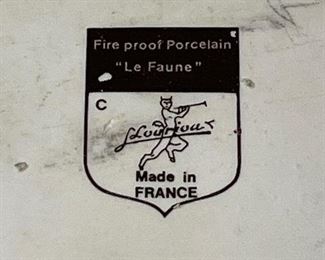 Fire proof Porcelain
"Le Faune"
C
Lourioux
Made in
FRANCE